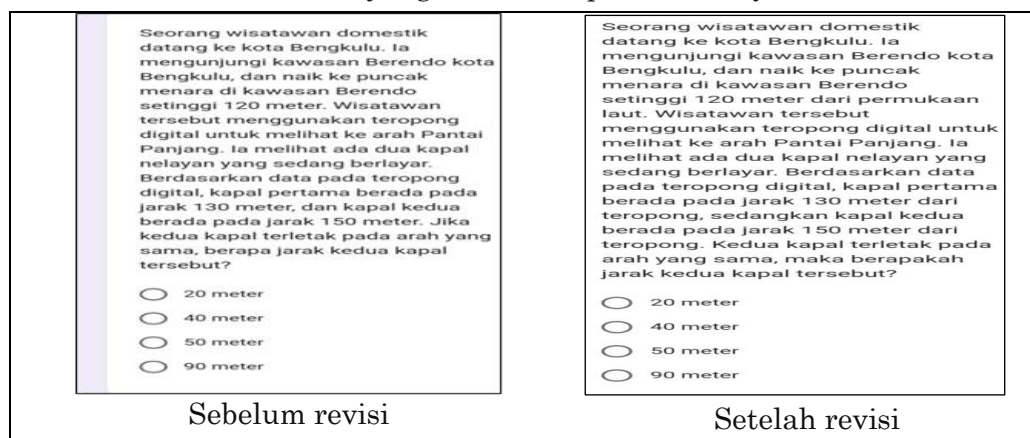 Seorang wisatawan domestik
datang ke kota Bengkulu. Ia
mengunjungi kawasan Berendo kota
Bengkulu, dan naik ke puncak
menara di kawasan Berendo
setinggi 120 meter. Wisatawan
tersebut menggunakan teropong
digital untuk melihat ke arah Pantai
Panjang. Ia melihat ada dua kapal
nelayan yang sedang berlayar.
Berdasarkan data pada teropong
digital, kapal pertama berada pada
jarak 130 meter, dan kapal kedua
berada pada jarak 150 meter. Jika
kedua kapal terletak pada arah yang
sama, berapa jarak kedua kapal
tersebut?
20 meter
40 meter
50 meter
90 meter
Sebelum revisi
Seorang wisatawan domestik
datang ke kota Bengkulu. Ia
mengunjungi kawasan Berendo kota
Bengkulu, dan naik ke puncak
menara di kawasan Berendo
setinggi 120 meter dari permukaan
laut. Wisatawan tersebut
menggunakan teropong digital untuk
melihat ke arah Pantai Panjang. Ia
melihat ada dua kapal nelayan yang
sedang berlayar. Berdasarkan data
pada teropong digital, kapal pertama
berada pada jarak 130 meter dari
teropong, sedangkan kapal kedua
berada pada jarak 150 meter dari
teropong. Kedua kapal terletak pada
arah yang sama, maka berapakah
jarak kedua kapal tersebut?
20 meter
40 meter
50 meter
90 meter
Setelah revisi